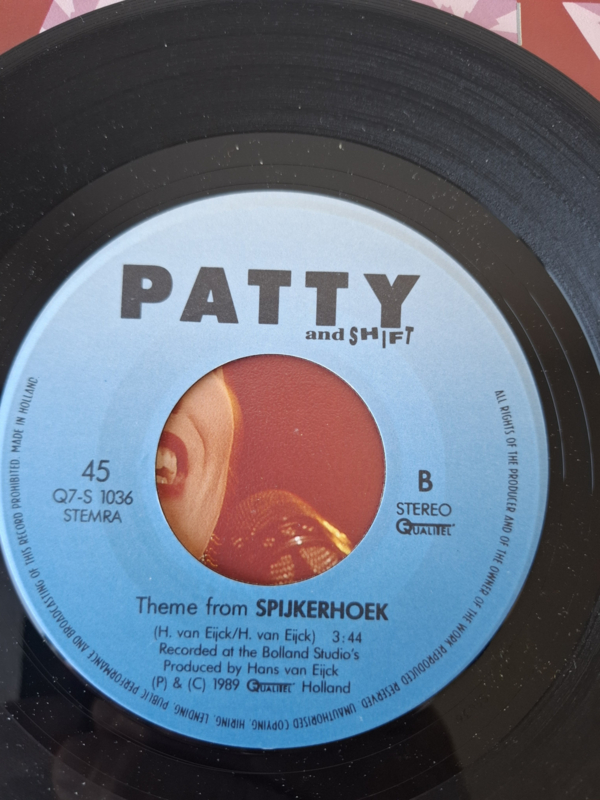 PATTY
and SHIFT
45
Q7-S 1036
STEMRA
B
STEREO
QUALITEL
Theme from SPIJKERHOEK
(H. van Eijck/H. van Eijck) 3:44
Recorded at the Bolland Studio's
Produced by Hans van Eijck
(P) & (C) 1989 QUALITEL Holland
ALL RIGHTS OF THE PRODUCER AND OF THE OWNER OF THE WORK REPRODUCED RESERVED. UNAUTHORISED COPYING, HIRING, LENDING, PUBLIC PERFORMANCE AND BROADCASTING OF THIS RECORD PROHIBITED. MADE IN HOLLAND